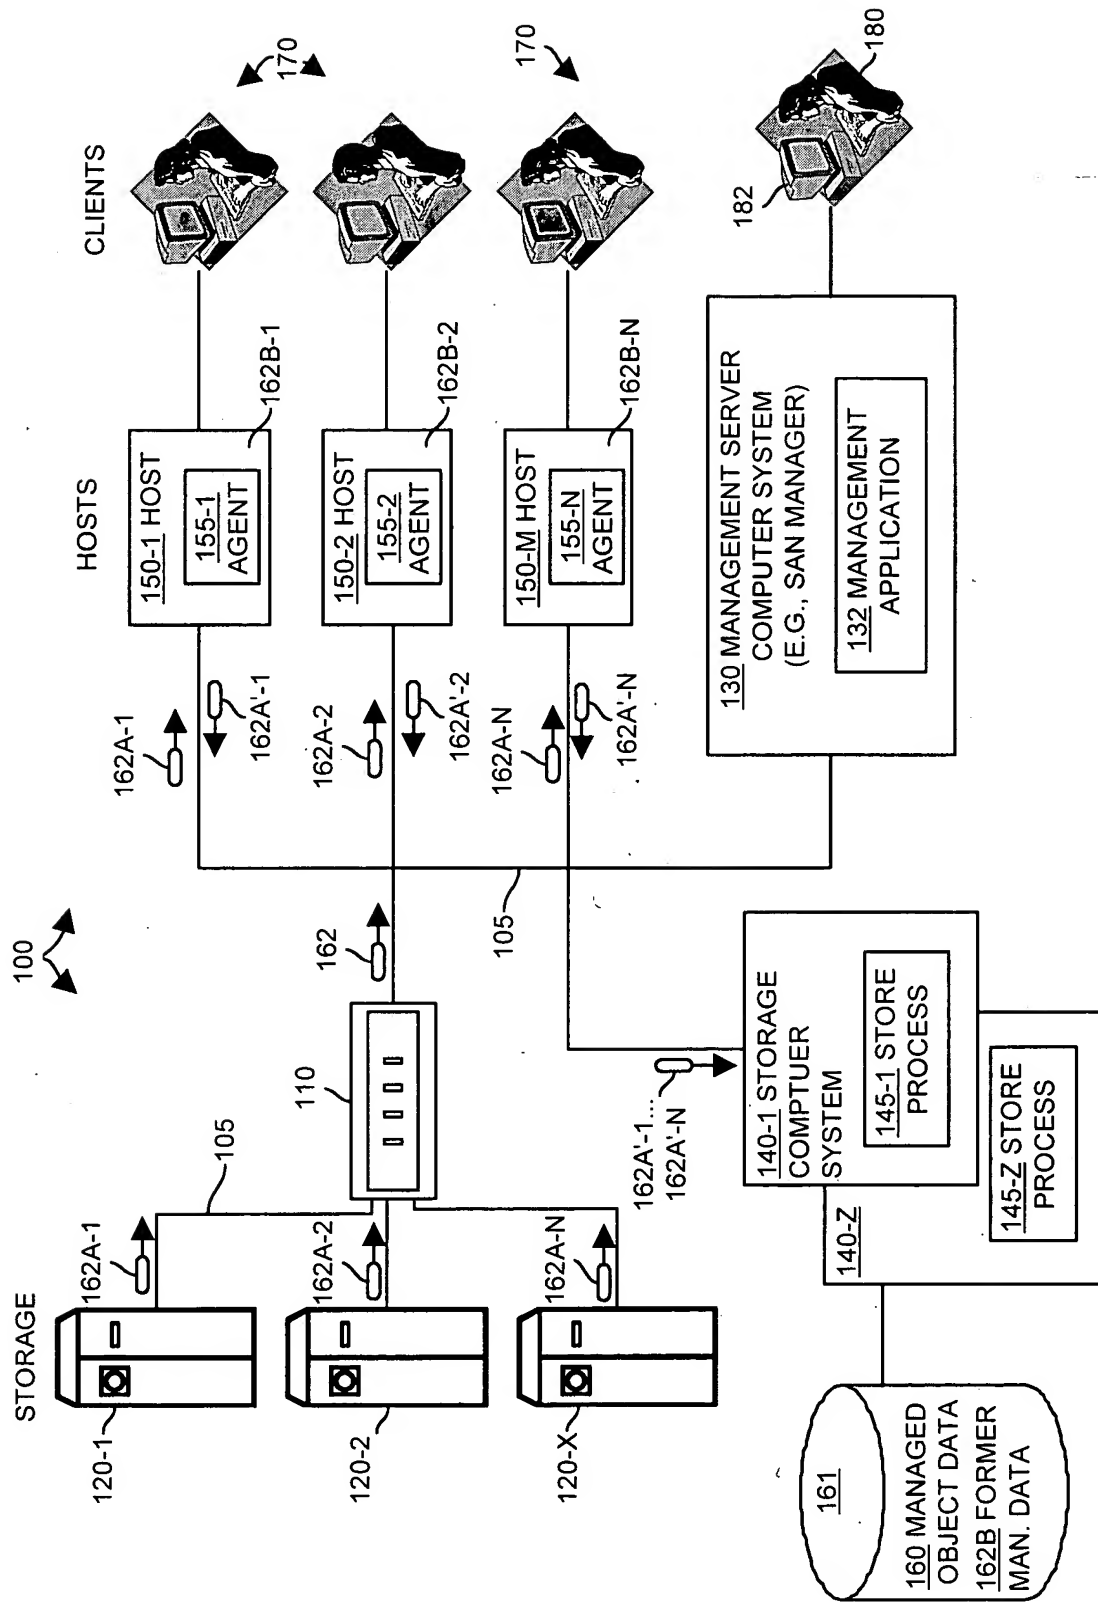 100
STORAGE
HOSTS
CLIENTS
120-1
162A-1
105
162A-1
162A'-1
150-1 HOST
155-1
AGENT
162B-1
170
120-2
162A-2
110
162
162A-2
162A'-2
150-2 HOST
155-2
AGENT
162B-2
120-X
162A-N
162A-N
162A'-N
150-M HOST
155-N
AGENT
162B-N
170
105
162A'-1...
162A'-N
140-1 STORAGE
COMPTUER
SYSTEM
145-1 STORE
PROCESS
140-Z
145-Z STORE
PROCESS
130 MANAGEMENT SERVER
COMPUTER SYSTEM
(E.G., SAN MANAGER)
132 MANAGEMENT
APPLICATION
182
180
161
160 MANAGED
OBJECT DATA
162B FORMER
MAN. DATA